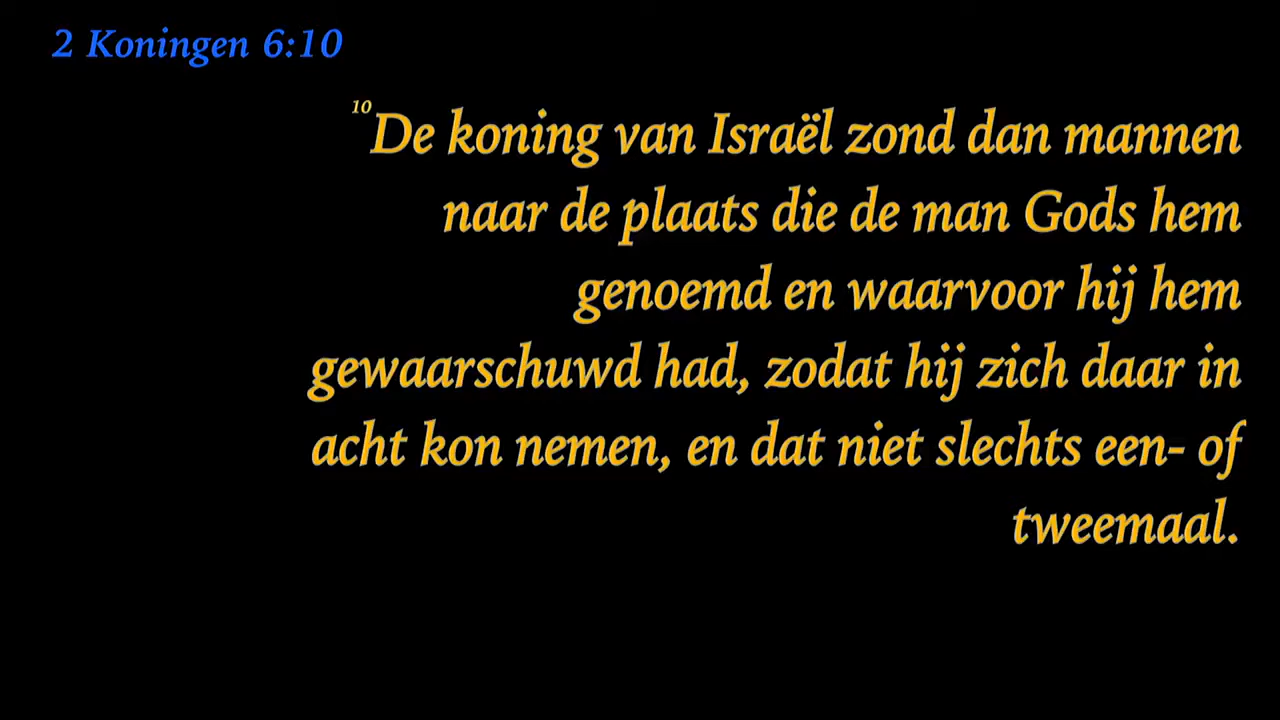 2 Koningen 6:10
10 De koning van Israël zond dan mannen
naar de plaats die de man Gods hem
genoemd en waarvoor hij hem
gewaarschuwd had, zodat hij zich daar in
acht kon nemen, en dat niet slechts een- of
tweemaal.